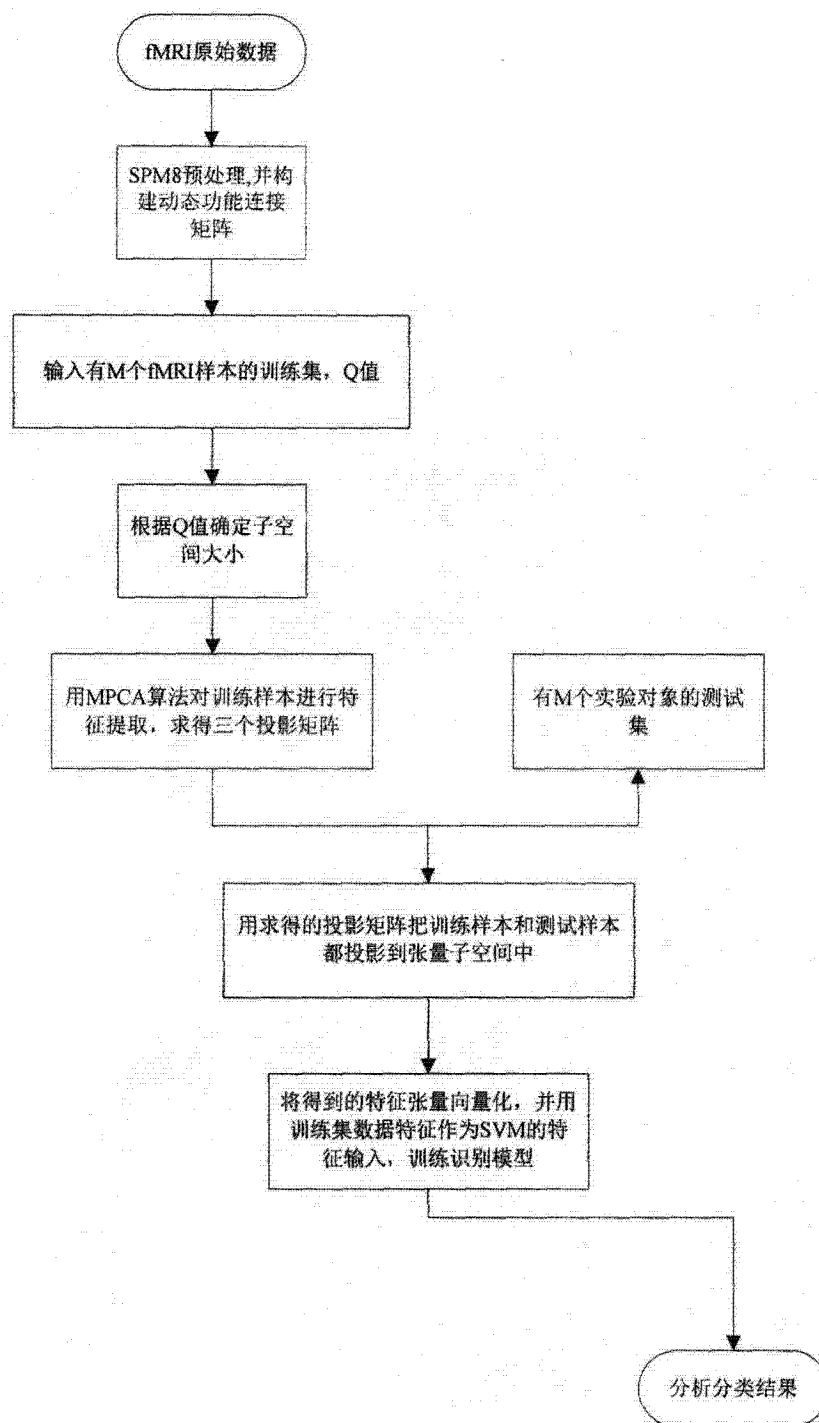 fMRI原始数据
SPM8预处理,并构
建动态功能连接
矩阵
输入有M个fMRI样本的训练集，Q值
根据Q值确定子空
间大小
用MPCA算法对训练样本进行特
征提取，求得三个投影矩阵
有M个实验对象的测试
集
用求得的投影矩阵把训练样本和测试样本
都投影到张量子空间中
将得到的特征张量向量化，并用
训练集数据特征作为SVM的特
征输入，训练识别模型
分析分类结果